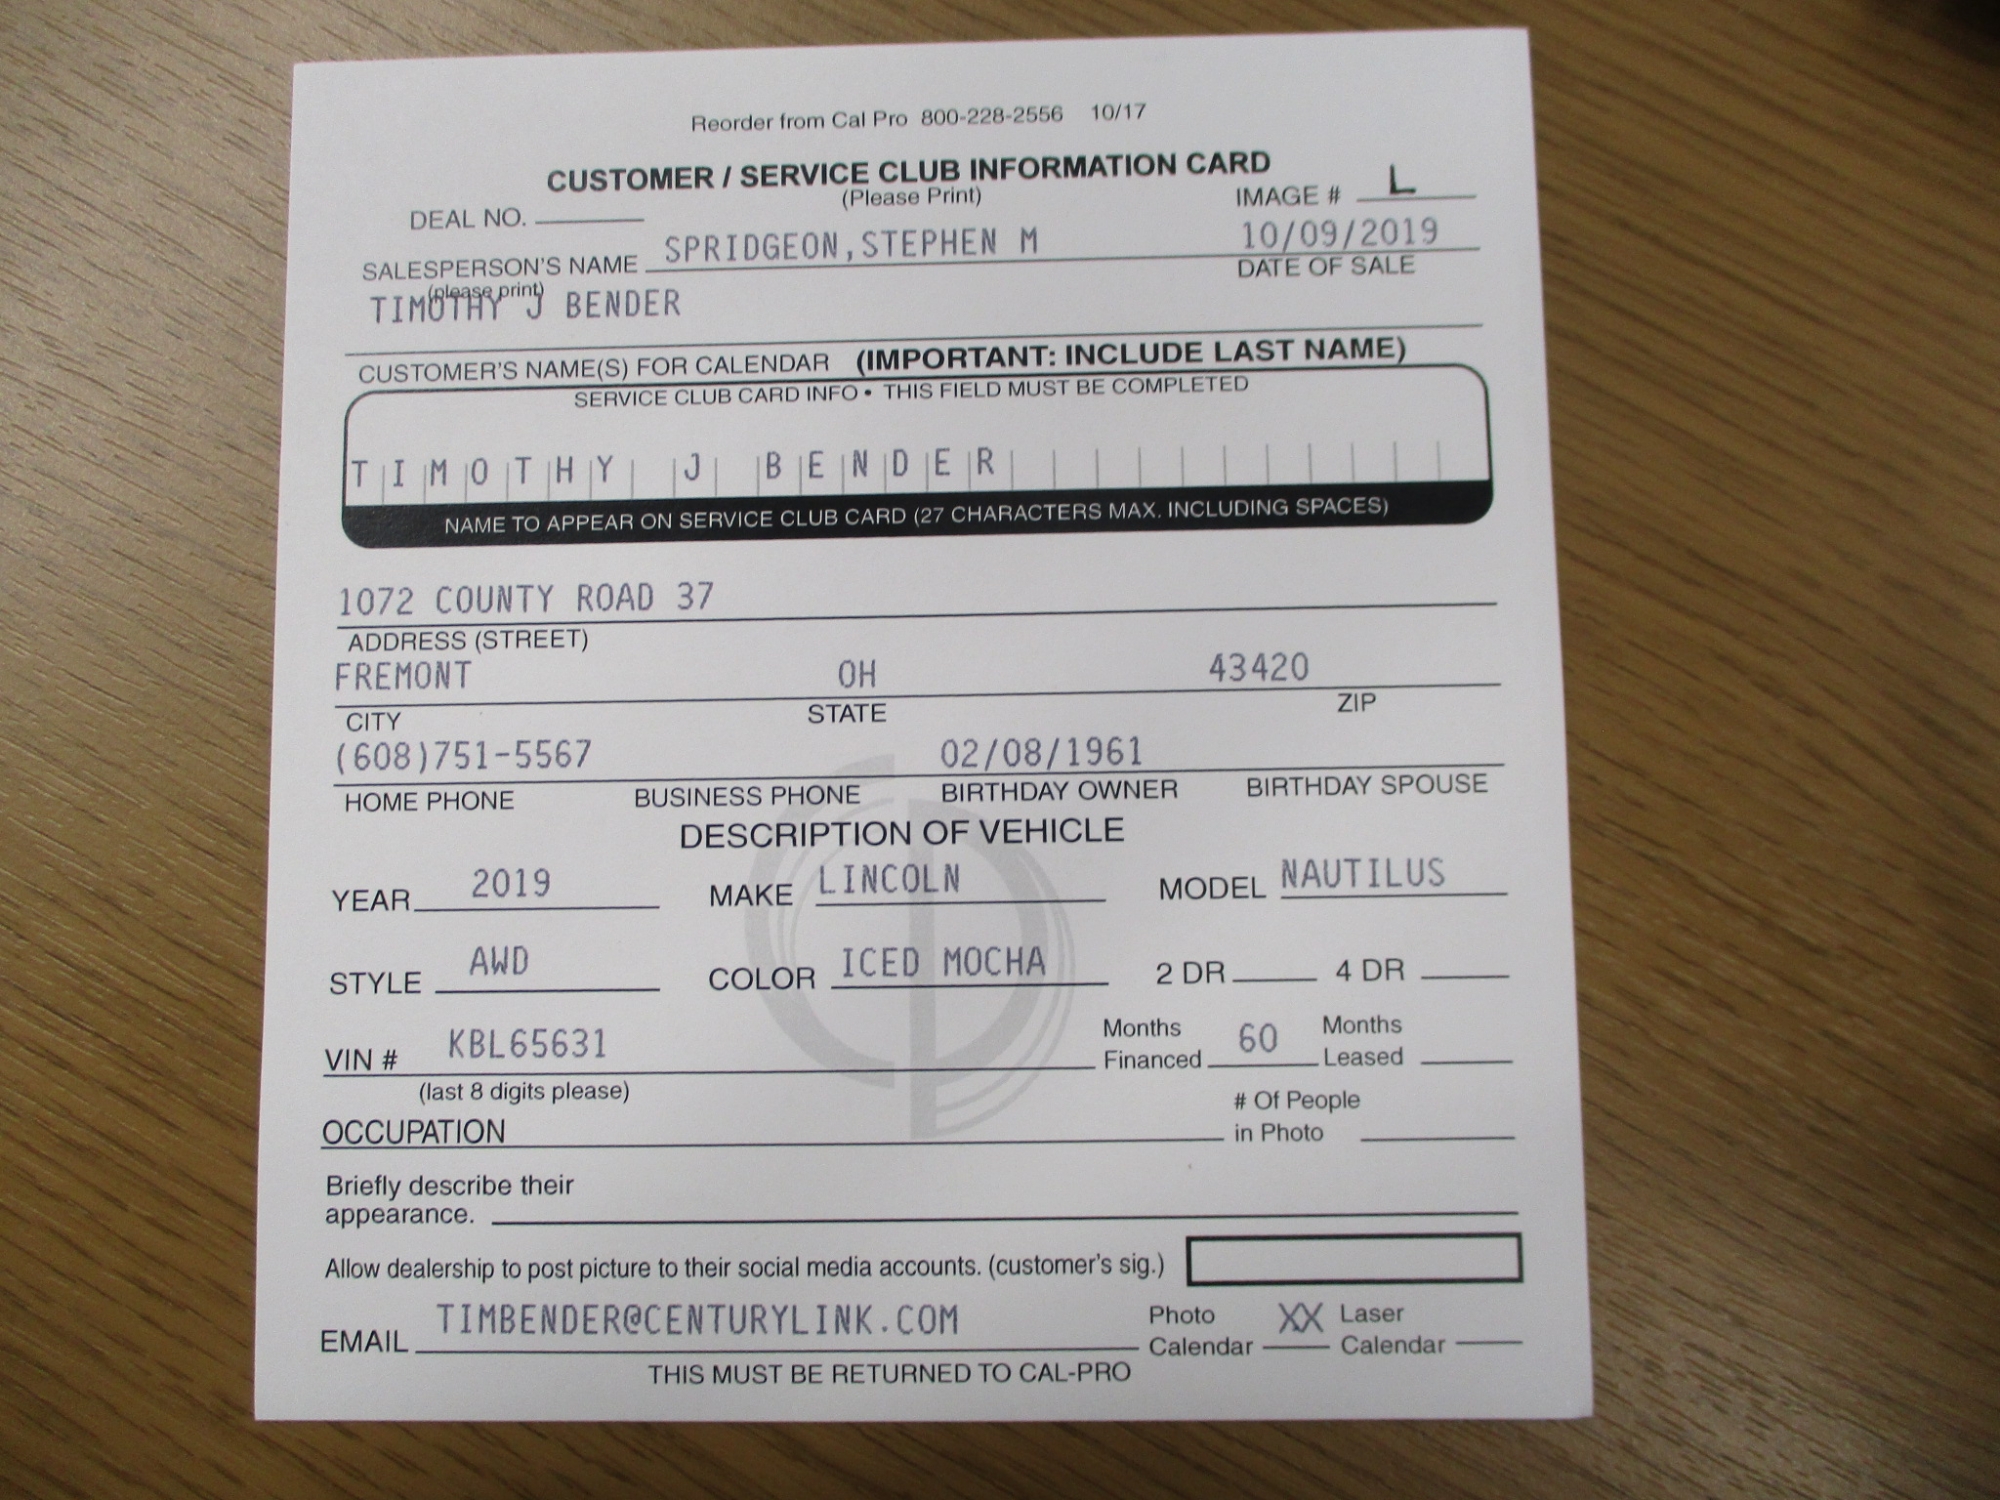 Reorder from Cal Pro 800-228-2556 10/17
CUSTOMER / SERVICE CLUB INFORMATION CARD
(Please Print)
DEAL NO. IMAGE # L
SALESPERSON'S NAME SPRIDGEON,STEPHEN M 10/09/2019
(please print) DATE OF SALE
TIMOTHY J BENDER
CUSTOMER'S NAME(S) FOR CALENDAR (IMPORTANT: INCLUDE LAST NAME)
SERVICE CLUB CARD INFO • THIS FIELD MUST BE COMPLETED
TIMOTHY J BENDER
NAME TO APPEAR ON SERVICE CLUB CARD (27 CHARACTERS MAX. INCLUDING SPACES)
1072 COUNTY ROAD 37
ADDRESS (STREET)
FREMONT OH 43420
CITY STATE ZIP
(608)751-5567 02/08/1961
HOME PHONE BUSINESS PHONE BIRTHDAY OWNER BIRTHDAY SPOUSE
DESCRIPTION OF VEHICLE
YEAR 2019 MAKE LINCOLN MODEL NAUTILUS
STYLE AWD COLOR ICED MOCHA 2 DR 4 DR
VIN # KBL65631 Months Financed 60 Months Leased
(last 8 digits please)
OCCUPATION # Of People in Photo
Briefly describe their
appearance.
Allow dealership to post picture to their social media accounts. (customer's sig.)
EMAIL TIMBENDER@CENTURYLINK.COM Photo Calendar XX Laser Calendar
THIS MUST BE RETURNED TO CAL-PRO